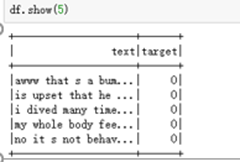 df.show(5)
+--------------------+------+
|                text|target|
+--------------------+------+
|awww that s a bum...|     0|
|is upset that he ...|     0|
|i dived many time...|     0|
|my whole body fee...|     0|
|no it s not behav...|     0|
+--------------------+------+